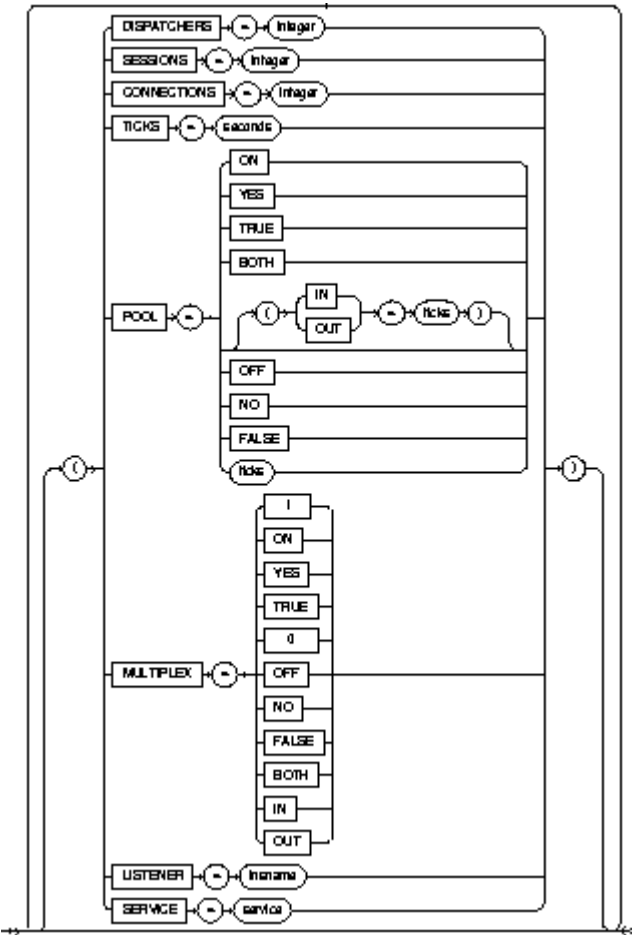 DISPATCHERS = integer
SESSIONS = integer
CONNECTIONS = integer
TICKS = seconds
ON
YES
TRUE
BOTH
( IN = ticks )
OUT
POOL =
OFF
NO
FALSE
ticks
( )
1
ON
YES
TRUE
0
MULTIPLEX = OFF
NO
FALSE
BOTH
IN
OUT
LISTENER = tnsname
SERVICE = service